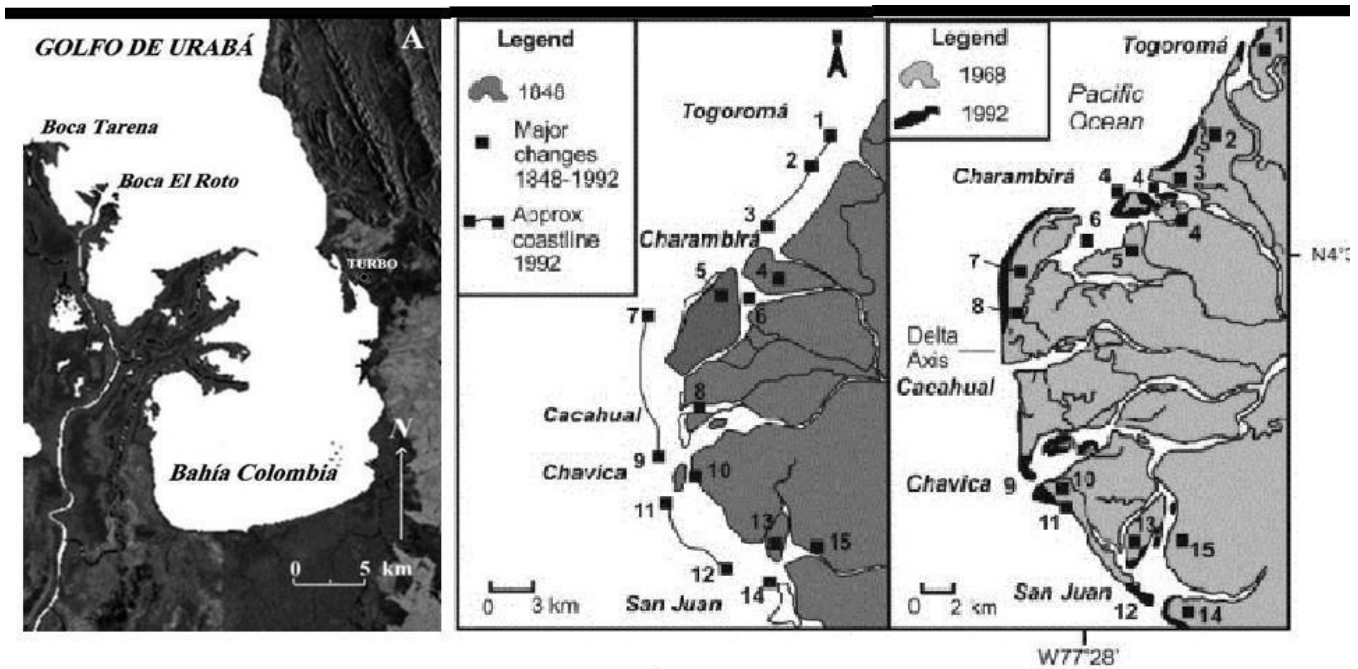 GOLFO DE URABÁ
A
Boca Tarena
Boca El Roto
TURBO
Bahía Colombia
N
0 5
km
Legend
1848
Major
changes
1848-1992
Approx
coastline
1992
Togoromá
1
2
3
Charambirá
4
5
6
7
8
Cacahual
9
Chavica
10
11
13
15
12
14
San Juan
0 3 km
Legend
1968
1992
Togoromá
1
Pacific
Ocean
2
Charambirá
4 4 3
6
4
5
7
8
Delta
Axis
Cacahual
Chavica
9
10
11
13
15
San Juan
12
14
0 2 km
W77°28'